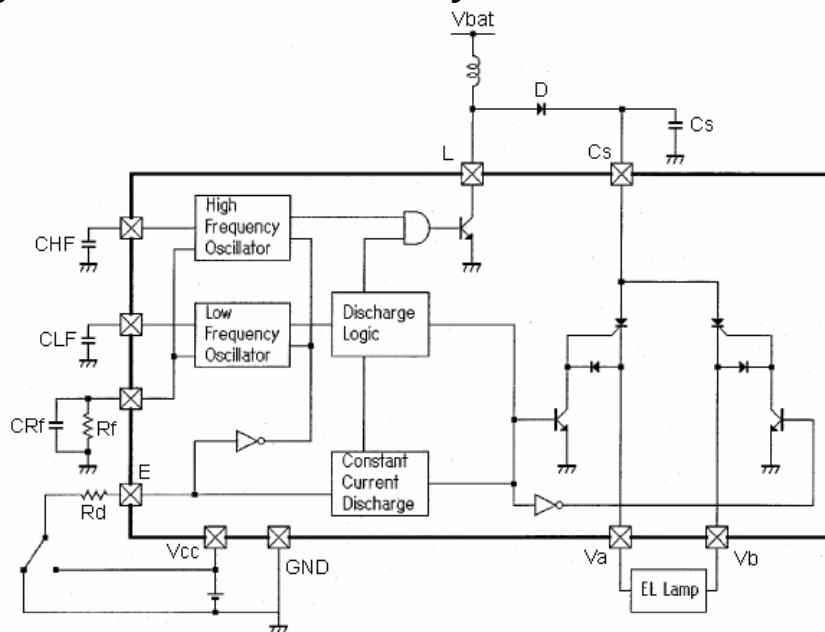 Vbat
D
Cs
L
Cs
CHF
High
Frequency
Oscillator
CLF
Low
Frequency
Oscillator
Discharge
Logic
CRf
Rf
E
Rd
Constant
Current
Discharge
Vcc
GND
Va
Vb
EL Lamp